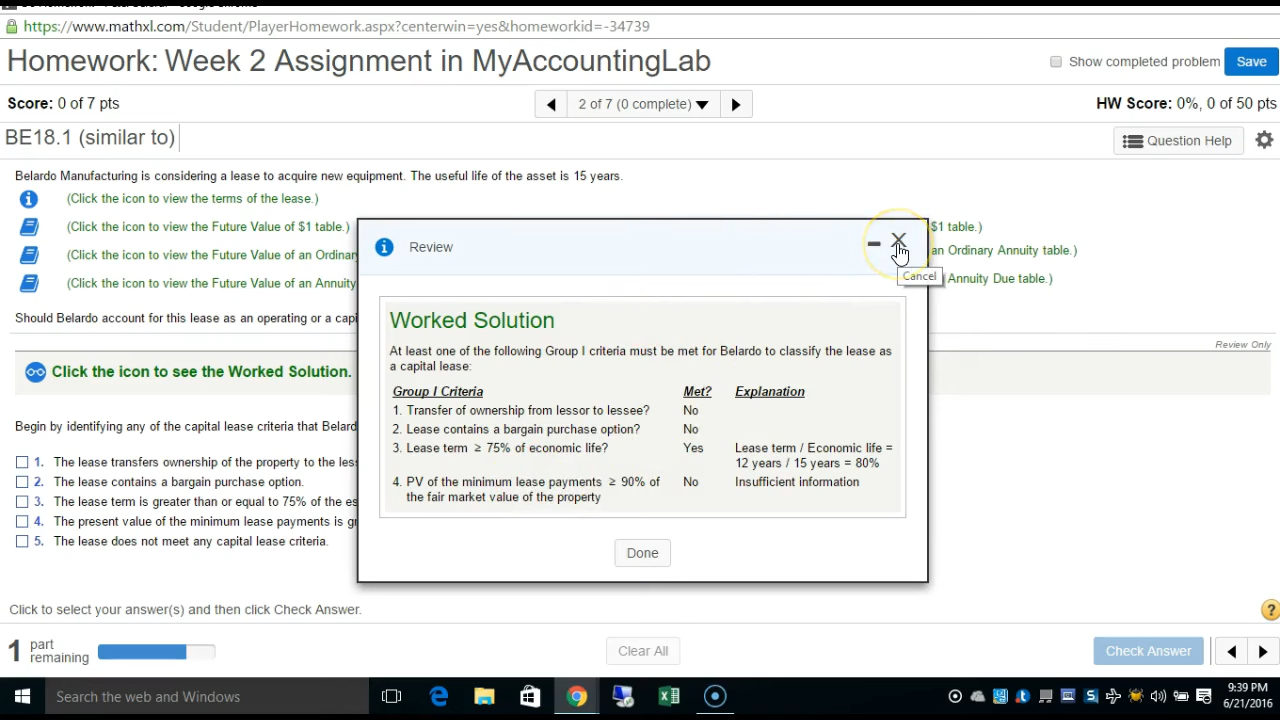 https://www.mathxl.com/Student/PlayerHomework.aspx?centerwin=yes&homeworkid=-34739
Homework: Week 2 Assignment in MyAccountingLab
Show completed problem
Save
Score: 0 of 7 pts
2 of 7 (0 complete)
HW Score: 0%, 0 of 50 pts
BE18.1 (similar to)
Question Help
Belardo Manufacturing is considering a lease to acquire new equipment. The useful life of the asset is 15 years.
(Click the icon to view the terms of the lease.)
(Click the icon to view the Future Value of $1 table.)
$1 table.)
(Click the icon to view the Future Value of an Ordinary
an Ordinary Annuity table.)
(Click the icon to view the Future Value of an Annuity
Annuity Due table.)
Should Belardo account for this lease as an operating or a capi
Review Only
Click the icon to see the Worked Solution.
Begin by identifying any of the capital lease criteria that Belard
1. The lease transfers ownership of the property to the les
2. The lease contains a bargain purchase option.
3. The lease term is greater than or equal to 75% of the es
4. The present value of the minimum lease payments is gr
5. The lease does not meet any capital lease criteria.
Review
Cancel
Worked Solution
At least one of the following Group I criteria must be met for Belardo to classify the lease as
a capital lease:
Group I Criteria Met? Explanation
1. Transfer of ownership from lessor to lessee? No
2. Lease contains a bargain purchase option? No
3. Lease term ≥ 75% of economic life? Yes Lease term / Economic life =
12 years / 15 years = 80%
4. PV of the minimum lease payments ≥ 90% of No Insufficient information
the fair market value of the property
Done
Click to select your answer(s) and then click Check Answer.
?
1 part
remaining
Clear All
Check Answer
Search the web and Windows
9:39 PM
6/21/2016